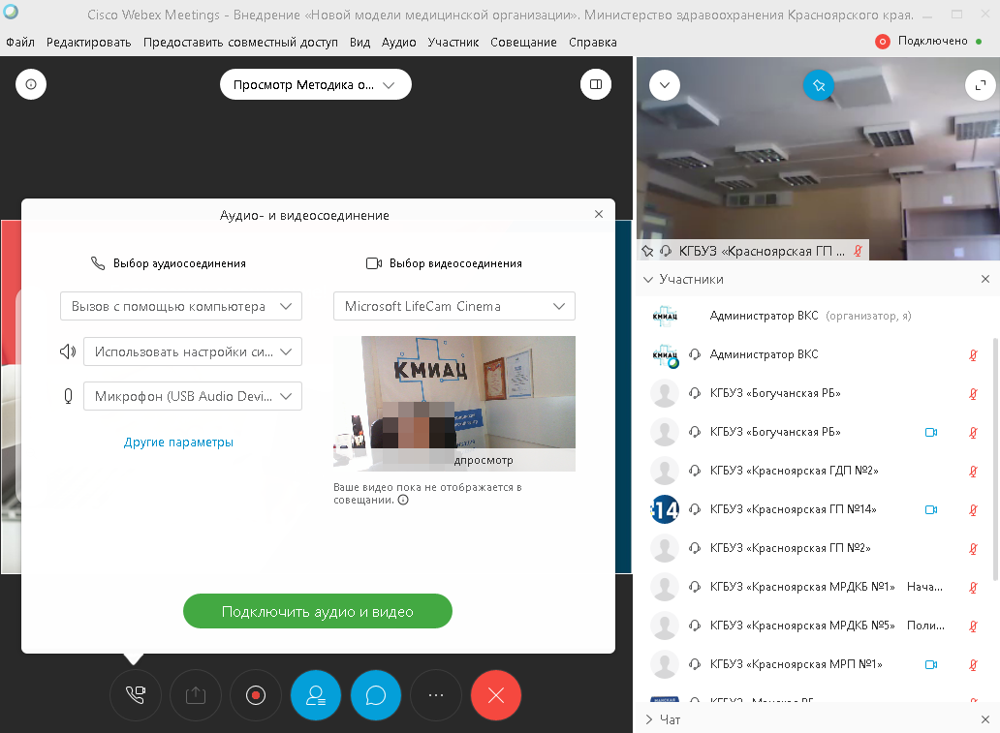 Cisco Webex Meetings - Внедрение «Новой модели медицинской организации». Министерство здравоохранения Красноярского края.
Файл Редактировать Предоставить совместный доступ Вид Аудио Участник Совещание Справка
Подключено
Просмотр Методика о...
КГБУЗ «Красноярская ГП ...
Аудио- и видеосоединение
Выбор аудиосоединения
Выбор видеосоединения
Вызов с помощью компьютера
Microsoft LifeCam Cinema
Использовать настройки си...
Микрофон (USB Audio Devi...
Другие параметры
КМИАЦ
дпросмотр
Ваше видео пока не отображается в
совещании.
Подключить аудио и видео
Участники
КМИАЦ
Администратор ВКС (организатор, я)
КМИАЦ
Администратор ВКС
КГБУЗ «Богучанская РБ»
КГБУЗ «Богучанская РБ»
КГБУЗ «Красноярская ГДП №2»
14
КГБУЗ «Красноярская ГП №14»
КГБУЗ «Красноярская ГП №2»
КГБУЗ «Красноярская МРДКБ №1» Нача...
КГБУЗ «Красноярская МРДКБ №5» Поли...
КГБУЗ «Красноярская МРП №1»
Чат